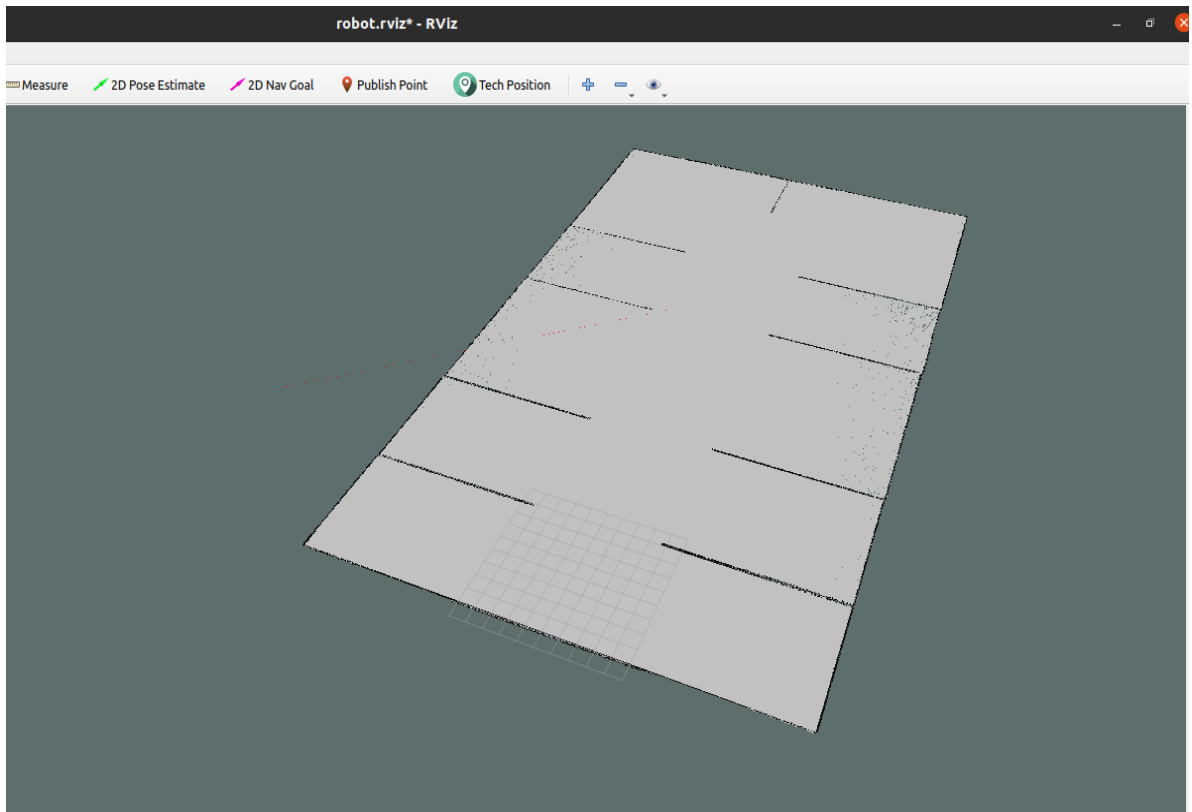 robot.rviz* - RViz
Measure 2D Pose Estimate 2D Nav Goal Publish Point Tech Position